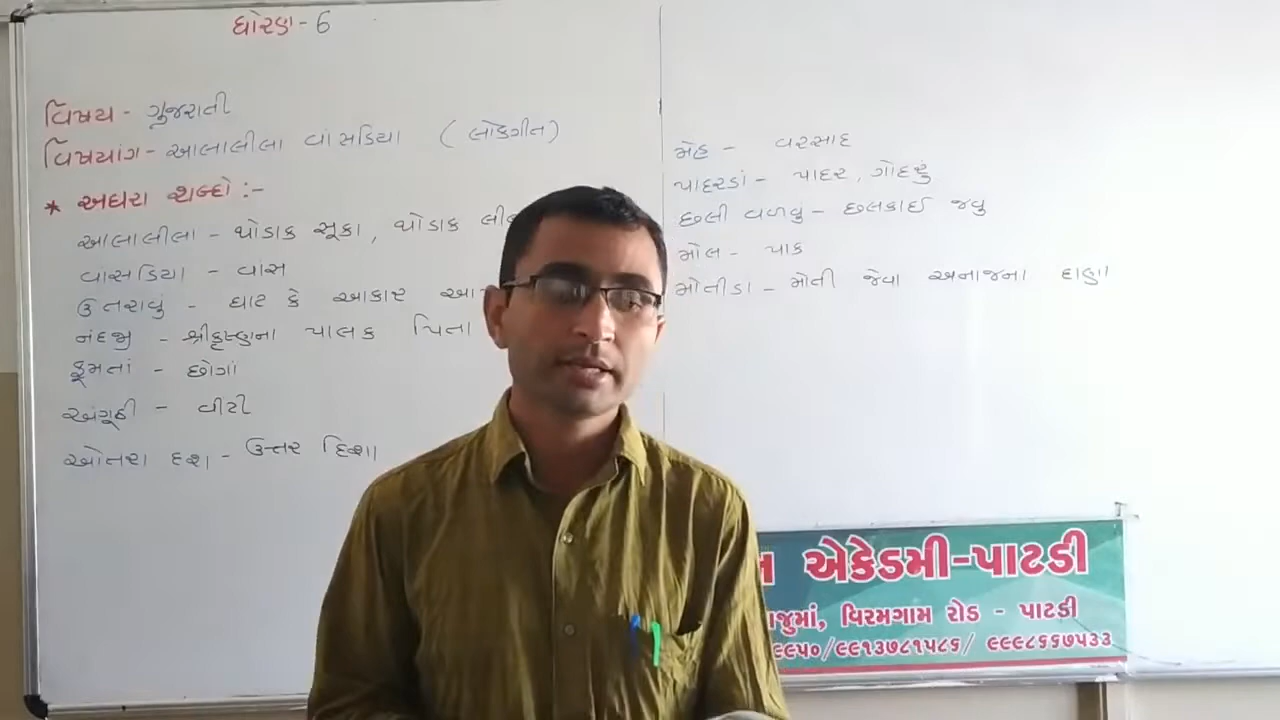 ધોરણ - 6
વિષય - ગુજરાતી
વિષયાંગ - આલાલીલા વાંસડિયા ( લોકગીત )
* અઘરા શબ્દો :-
આલાલીલા - થોડાક સૂકા , થોડાક
વાંસડિયા - વાંસ
ઉતરાવું - ઘાટ કે આકાર
નંદજી - શ્રીકૃષ્ણના પાલક પિતા
ફૂમતાં - છોગાં
અંગૂઠી - વીંટી
ઓતરા દશ - ઉત્તર દિશા
મેહ - વરસાદ
પાદરડાં - પાદર , ગોદરું
છલી વળવું - છલકાઈ જવુ
મોલ - પાક
મોતીડા - મોતી જેવા અનાજના દાણા
એકેડમી-પાટડી
વિરમગામ રોડ - પાટડી
૯૯૫૦/૯૯૧૩૭૮૧૫૮૬/ ૯૯૯૮૬૬૭૫૩૩